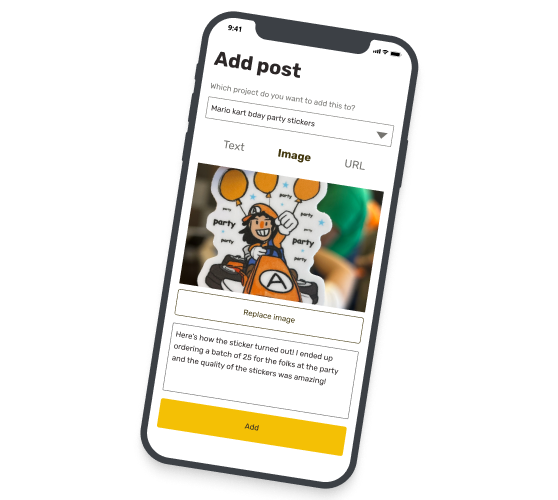 9:41
Add post
Which project do you want to add this to?
Mario kart bday party stickers
Text Image URL
party
party
party
party
party
party
party
A
Replace image
Here's how the sticker turned out! I ended up
ordering a batch of 25 for the folks at the party
and the quality of the stickers was amazing!
Add